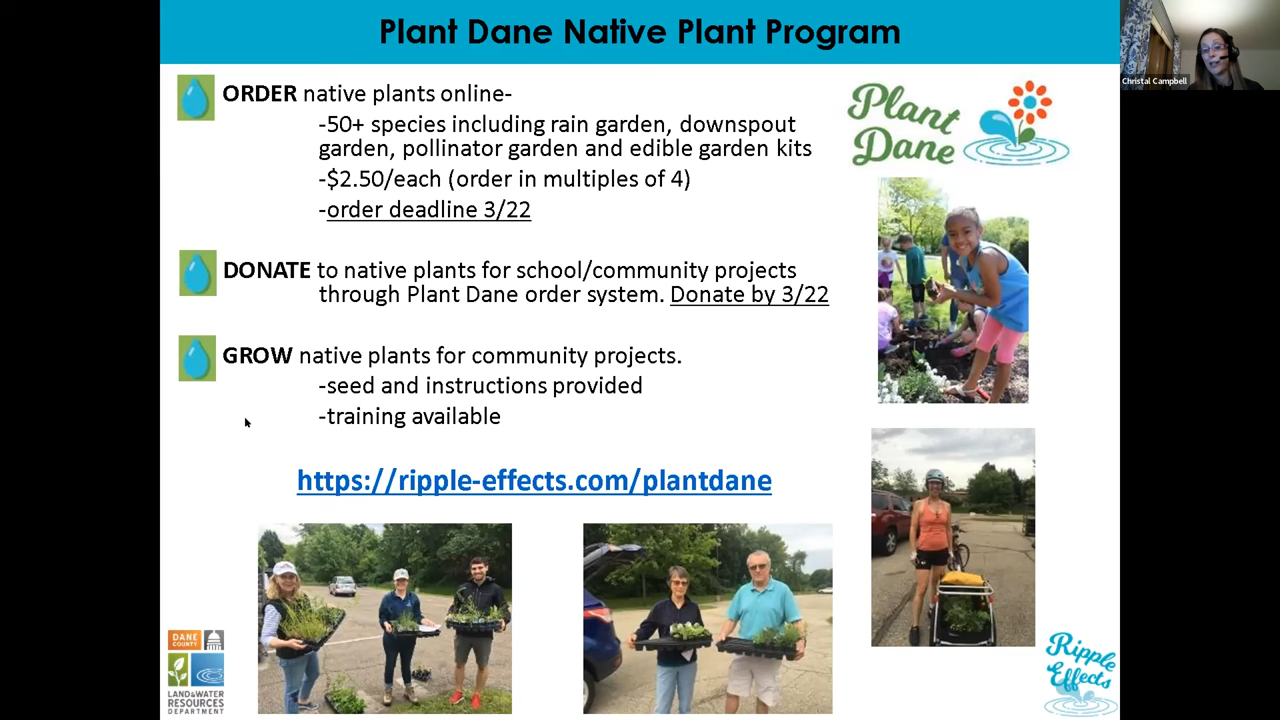 Plant Dane Native Plant Program
Christal Campbell
ORDER native plants online-
-50+ species including rain garden, downspout
garden, pollinator garden and edible garden kits
-$2.50/each (order in multiples of 4)
-order deadline 3/22
Plant
Dane
DONATE to native plants for school/community projects
through Plant Dane order system. Donate by 3/22
GROW native plants for community projects.
-seed and instructions provided
-training available
https://ripple-effects.com/plantdane
DANE
COUNTY
LAND & WATER
RESOURCES
DEPARTMENT
Ripple
Effects